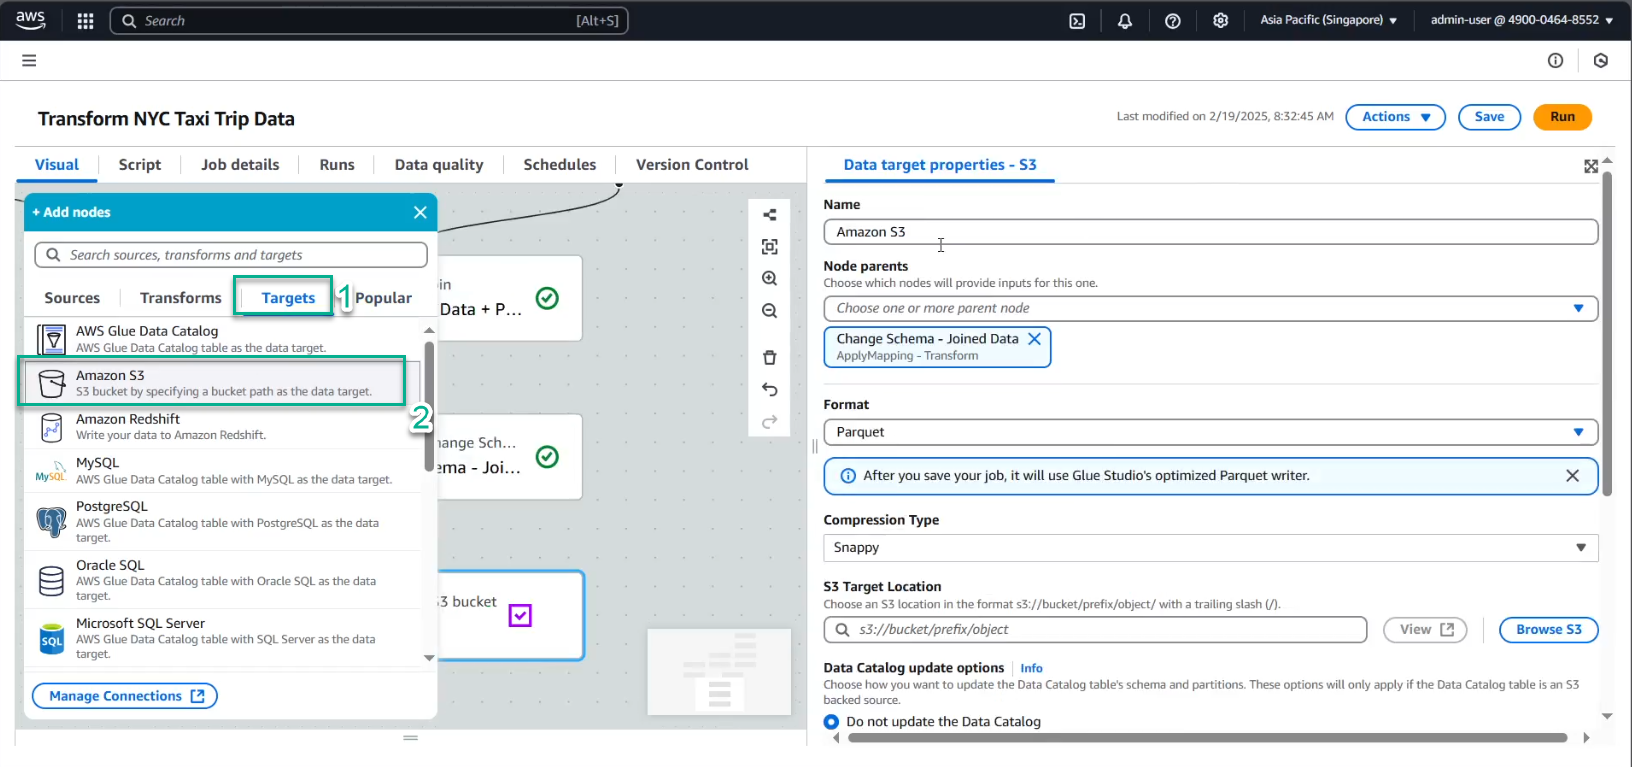 aws
Search
[Alt+S]
Asia Pacific (Singapore)
admin-user @ 4900-0464-8552
Transform NYC Taxi Trip Data
Last modified on 2/19/2025, 8:32:45 AM
Actions
Save
Run
Visual
Script
Job details
Runs
Data quality
Schedules
Version Control
+ Add nodes
Search sources, transforms and targets
Sources
Transforms
Targets
1
Popular
AWS Glue Data Catalog
AWS Glue Data Catalog table as the data target.
Amazon S3
S3 bucket by specifying a bucket path as the data target.
2
Amazon Redshift
Write your data to Amazon Redshift.
MySQL
MySQL
AWS Glue Data Catalog table with MySQL as the data target.
PostgreSQL
AWS Glue Data Catalog table with PostgreSQL as the data
target.
Oracle SQL
AWS Glue Data Catalog table with Oracle SQL as the data
target.
SQL
Microsoft SQL Server
AWS Glue Data Catalog table with SQL Server as the data
target.
Manage Connections
in
Data + P...
hange Sch...
ema - Joi...
S3 bucket
Data target properties - S3
Name
Amazon S3
Node parents
Choose which nodes will provide inputs for this one.
Choose one or more parent node
Change Schema - Joined Data
ApplyMapping - Transform
Format
Parquet
After you save your job, it will use Glue Studio's optimized Parquet writer.
Compression Type
Snappy
S3 Target Location
Choose an S3 location in the format s3://bucket/prefix/object/ with a trailing slash (/).
s3://bucket/prefix/object
View
Browse S3
Data Catalog update options
Info
Choose how you want to update the Data Catalog table's schema and partitions. These options will only apply if the Data Catalog table is an S3
backed source.
Do not update the Data Catalog